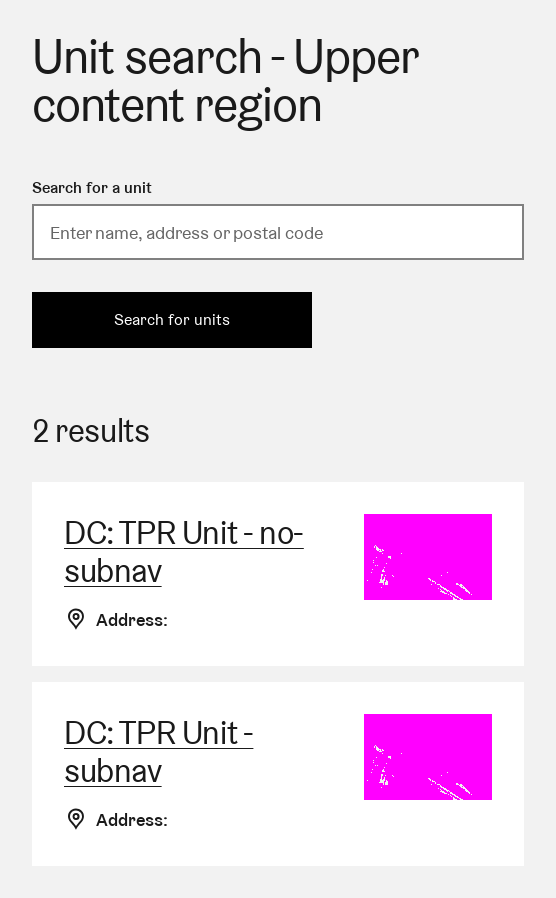 Unit search - Upper
content region
Search for a unit
Enter name, address or postal code
Search for units
2 results
DC: TPR Unit - no-
subnav
Address:
DC: TPR Unit -
subnav
Address: